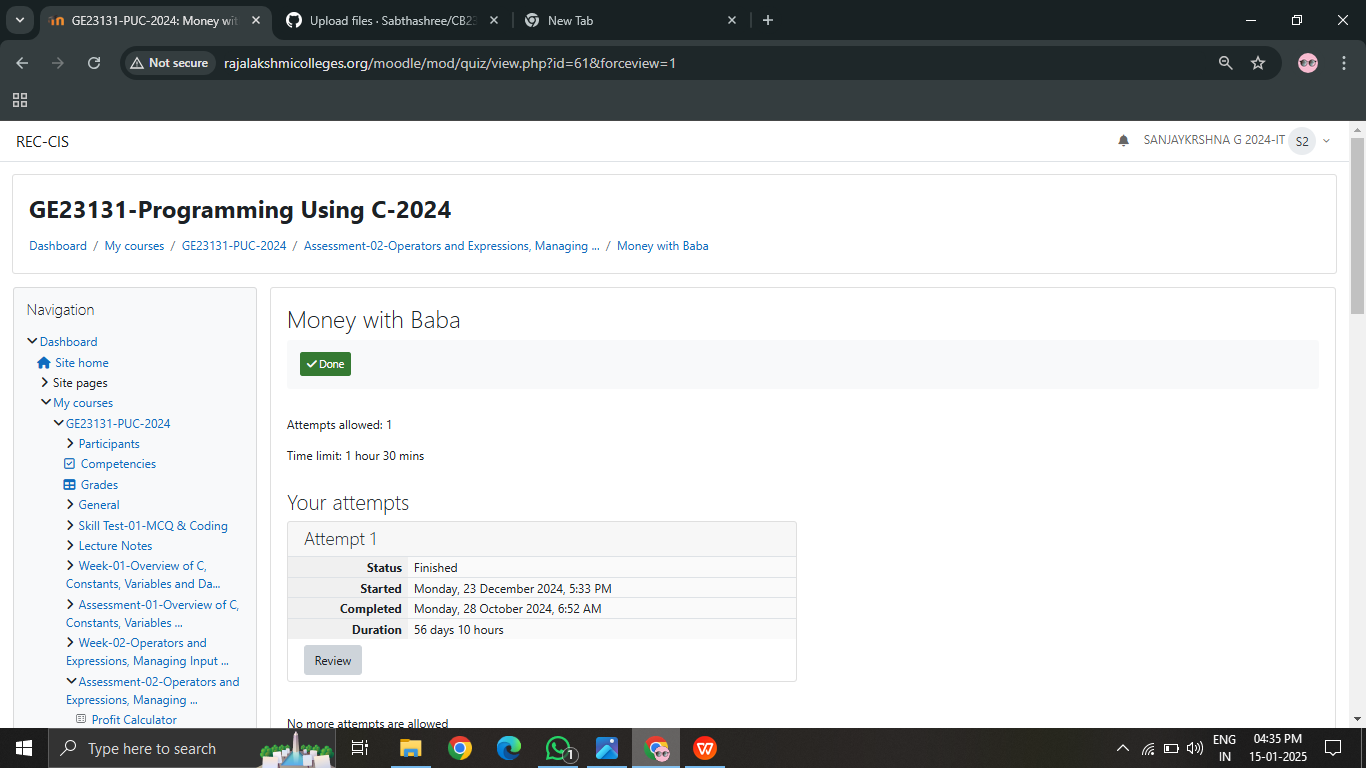 GE23131-PUC-2024: Money wit
Upload files · Sabthashree/CB23
New Tab
Not secure
rajalakshmicolleges.org/moodle/mod/quiz/view.php?id=61&forceview=1
REC-CIS
SANJAYKRSHNA G 2024-IT S2
GE23131-Programming Using C-2024
Dashboard / My courses / GE23131-PUC-2024 / Assessment-02-Operators and Expressions, Managing ... / Money with Baba
Navigation
Dashboard
Site home
Site pages
My courses
GE23131-PUC-2024
Participants
Competencies
Grades
General
Skill Test-01-MCQ & Coding
Lecture Notes
Week-01-Overview of C,
Constants, Variables and Da...
Assessment-01-Overview of C,
Constants, Variables ...
Week-02-Operators and
Expressions, Managing Input ...
Assessment-02-Operators and
Expressions, Managing ...
Profit Calculator
Money with Baba
Done
Attempts allowed: 1
Time limit: 1 hour 30 mins
Your attempts
Attempt 1
Status Finished
Started Monday, 23 December 2024, 5:33 PM
Completed Monday, 28 October 2024, 6:52 AM
Duration 56 days 10 hours
Review
No more attempts are allowed
Type here to search
1
ENG
IN
04:35 PM
15-01-2025